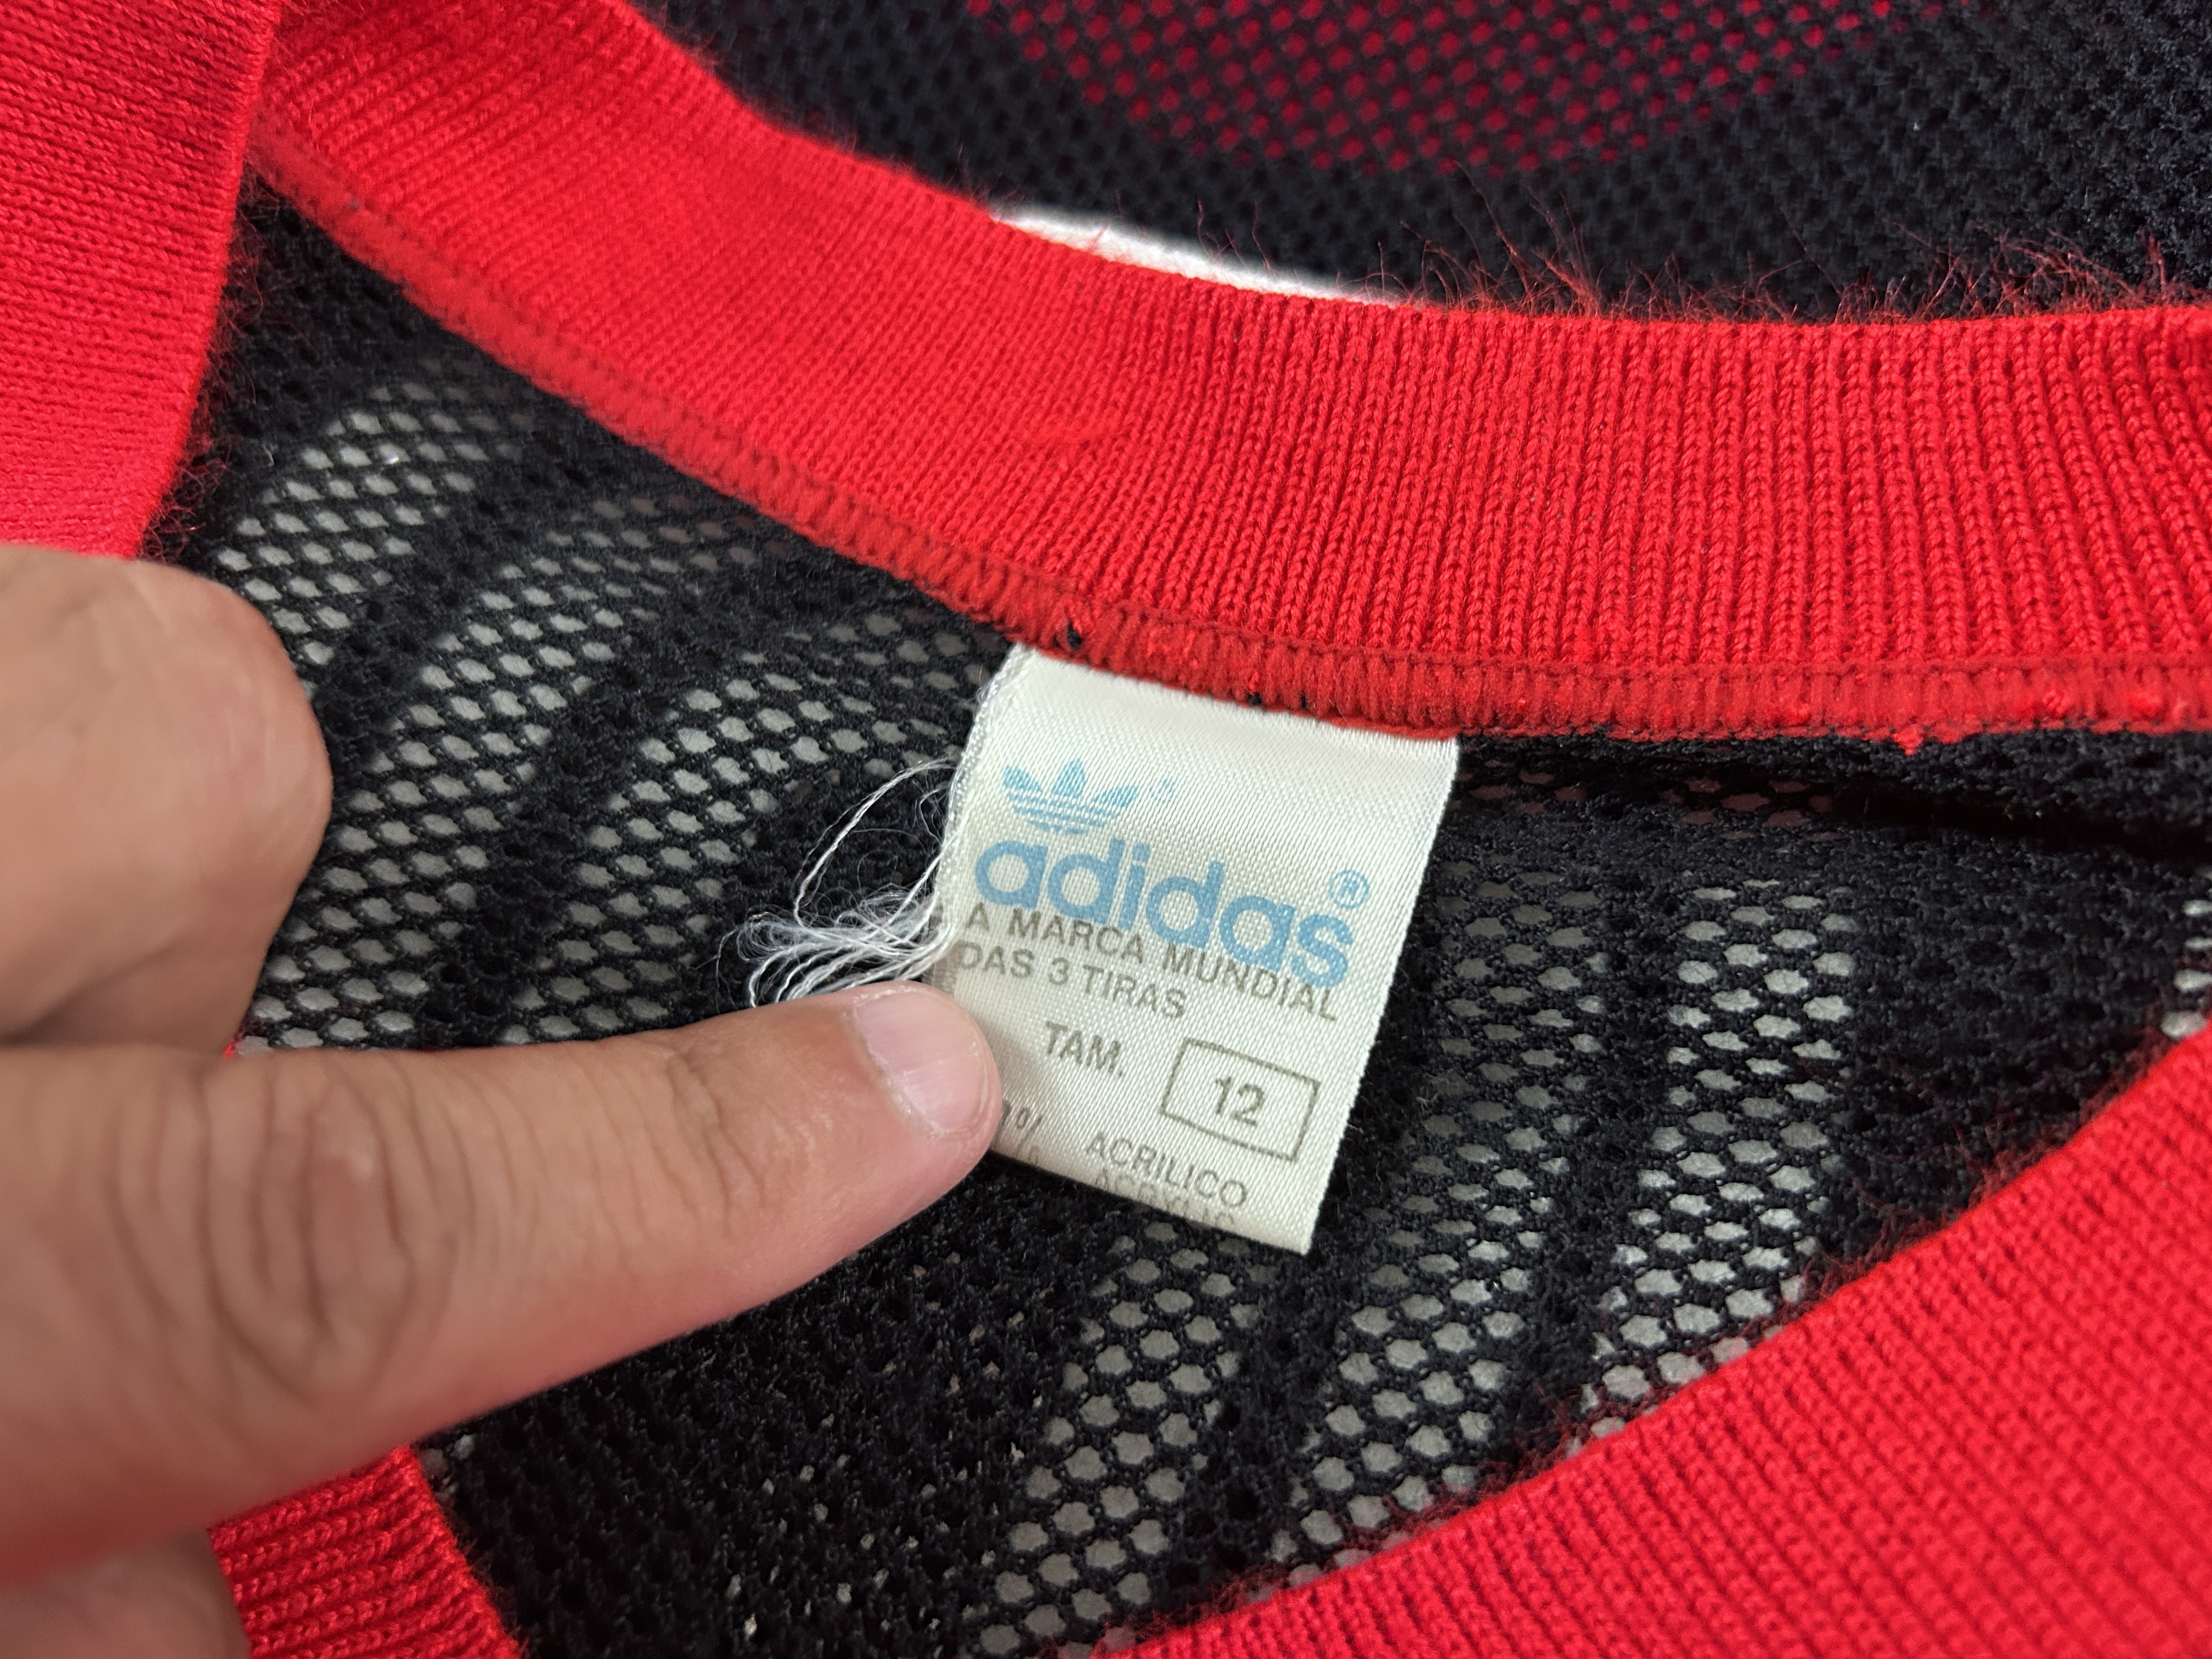 adidas®
A MARCA MUNDIAL
DAS 3 TIRAS
TAM. 12
ACRILICO